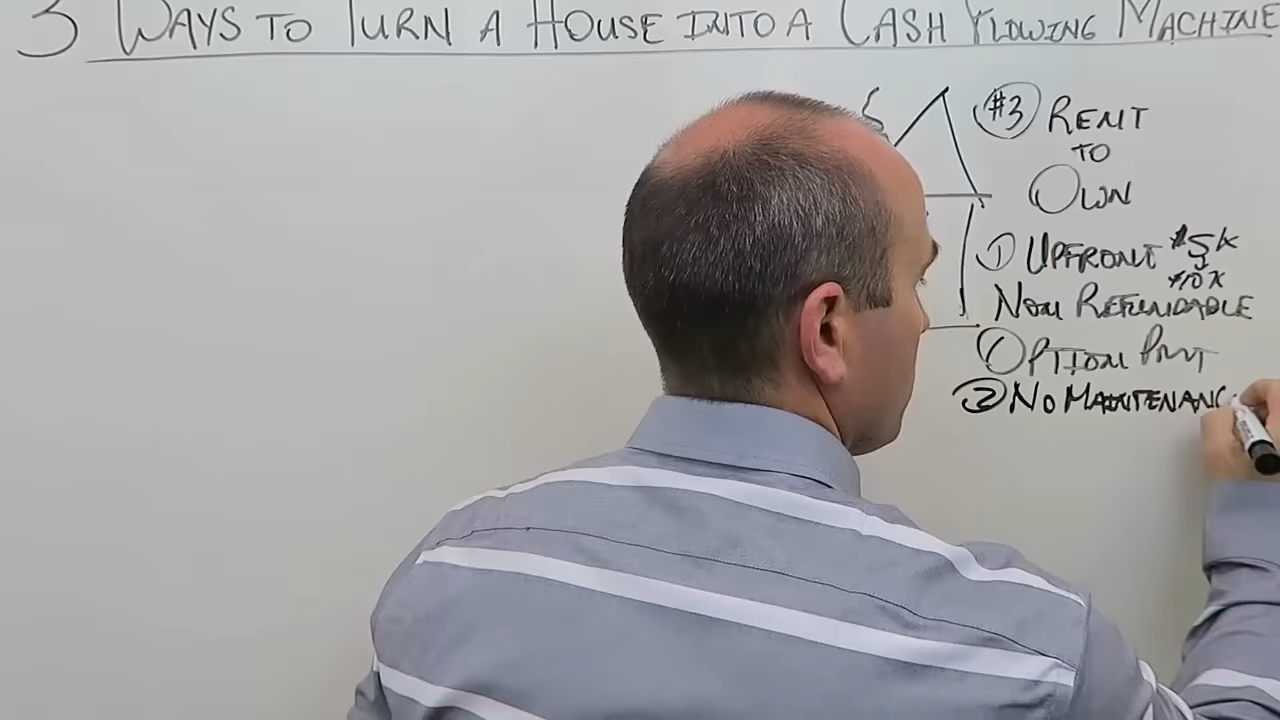 3 WAYS TO TURN A HOUSE INTO A CASH FLOWING MACHINE
#3 RENT
TO
OWN
① UPFRONT $5K
$10K
NON REFUNDABLE
OPTION PMT
② NO MAINTENANC